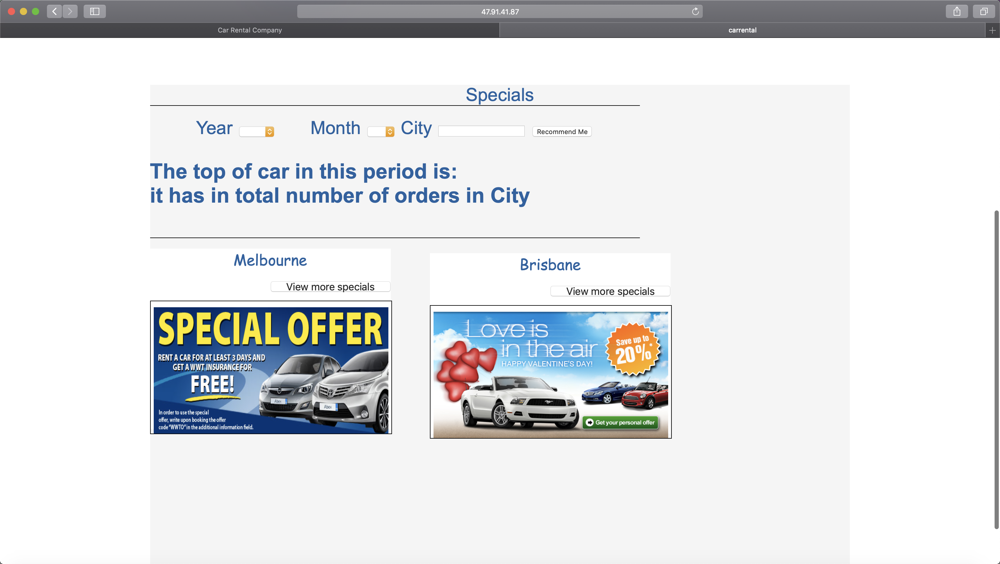 47.91.41.87
Car Rental Company
carrental
Specials
Year
Month
City
Recommend Me
The top of car in this period is:
it has in total number of orders in City
Melbourne
View more specials
SPECIAL OFFER
RENT A CAR FOR AT LEAST 3 DAYS AND
GET A WWT INSURANCE FOR
FREE!
Abex
Abex
In order to use the special
offer, write upon booking the offer
code "WWTO" in the additional information field.
Brisbane
View more specials
Love is
in the air
HAPPY VALENTINE'S DAY!
Save up to
20%*
Get your personal offer